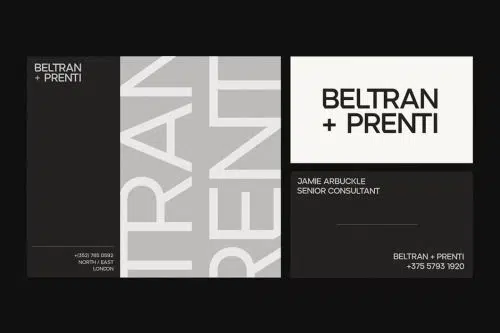 BELTRAN
+ PRENTI
+(352) 765 0592
NORTH / EAST
LONDON
TRAN
RENT
BELTRAN
+ PRENTI
JAMIE ARBUCKLE
SENIOR CONSULTANT
BELTRAN + PRENTI
+375 5793 1920